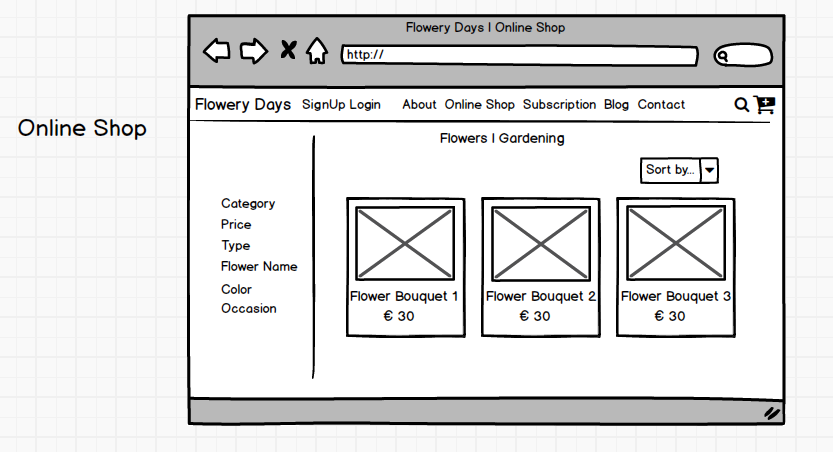 Flowery Days | Online Shop
http://
Flowery Days SignUp Login About Online Shop Subscription Blog Contact
Online Shop
Flowers | Gardening
Sort by...
Category
Price
Type
Flower Name
Color
Occasion
Flower Bouquet 1
€ 30
Flower Bouquet 2
€ 30
Flower Bouquet 3
€ 30